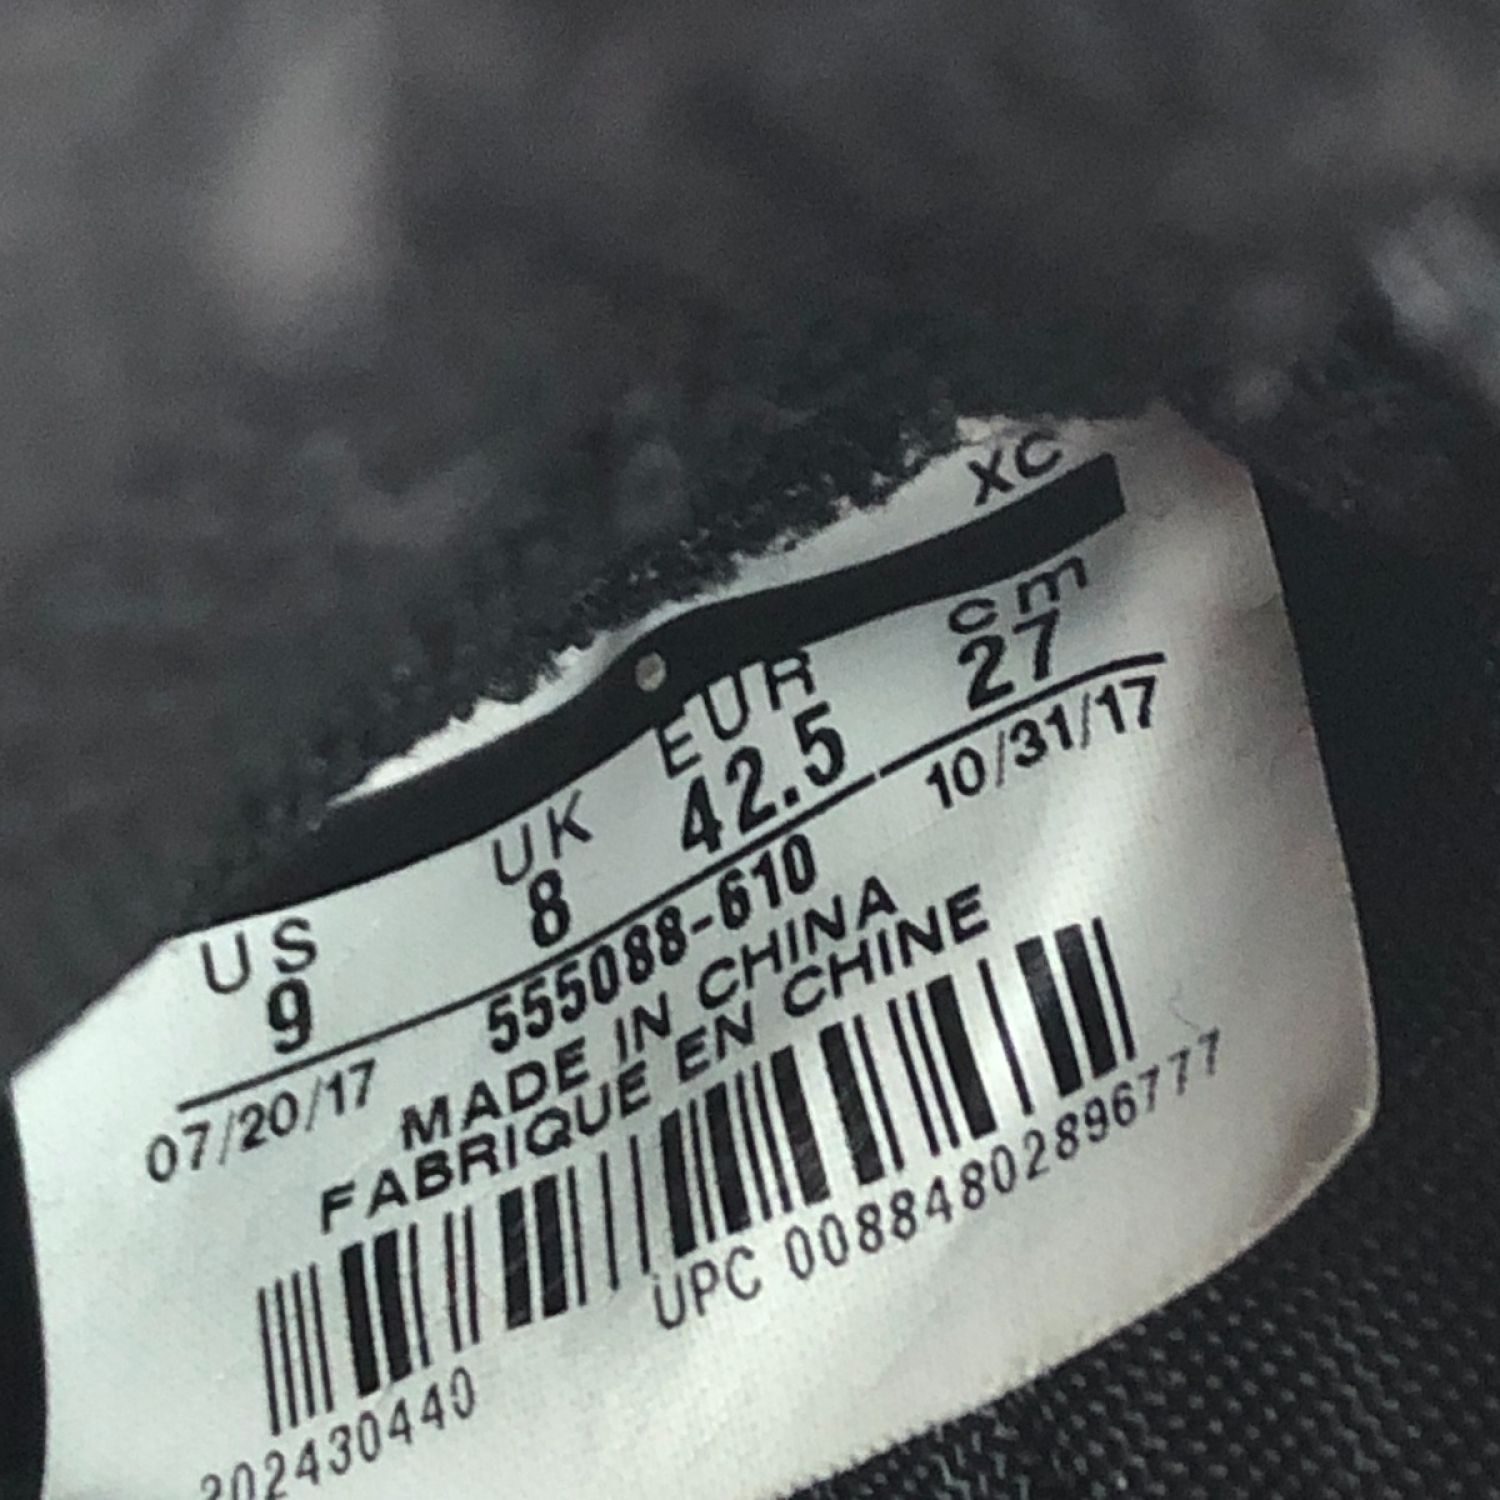 XC
US UK EUR cm
9 8 42.5 27
07/20/17 555088-610 10/31/17
MADE IN CHINA
FABRIQUE EN CHINE
UPC 00884802896777
202430440